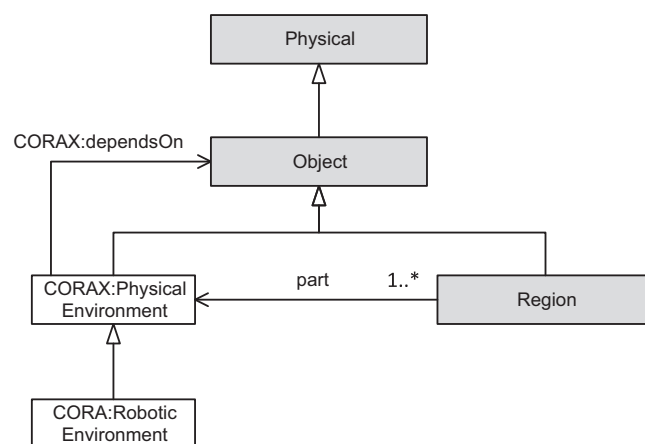 Physical
CORAX:dependsOn
Object
CORAX:Physical
Environment
part
1..*
Region
CORA:Robotic
Environment